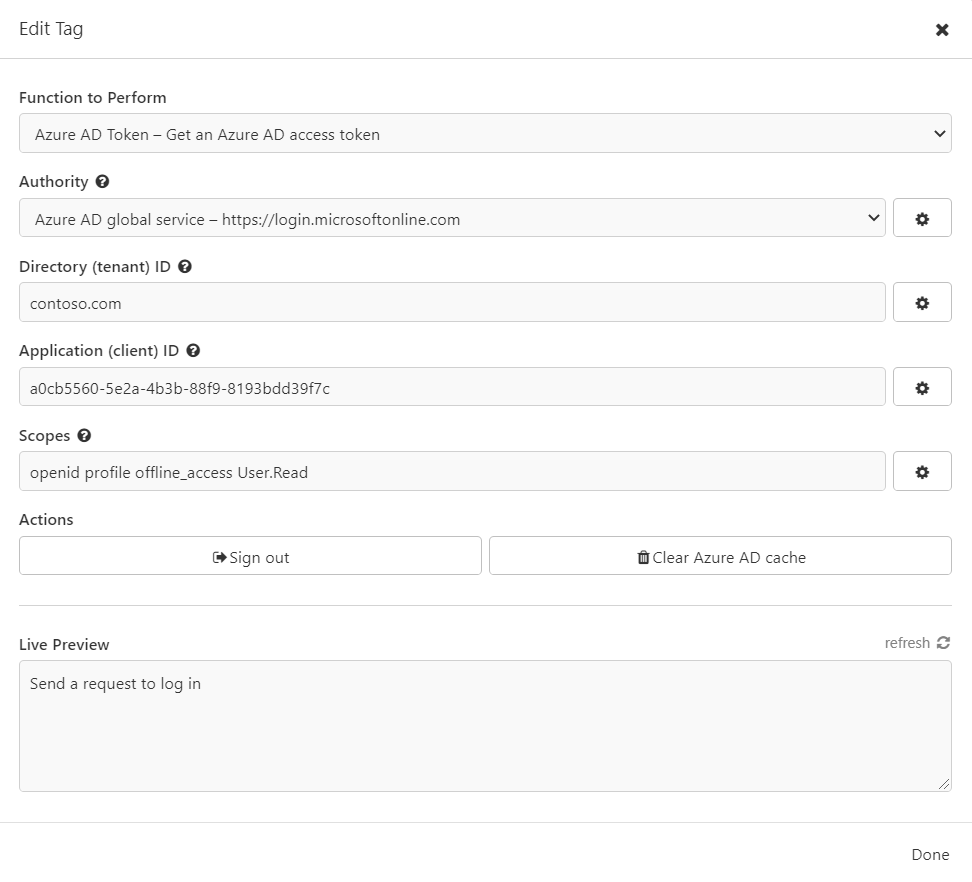 Edit Tag
Function to Perform
Azure AD Token – Get an Azure AD access token
Authority
Azure AD global service – https://login.microsoftonline.com
Directory (tenant) ID
contoso.com
Application (client) ID
a0cb5560-5e2a-4b3b-88f9-8193bdd39f7c
Scopes
openid profile offline_access User.Read
Actions
Sign out
Clear Azure AD cache
Live Preview
refresh
Send a request to log in
Done